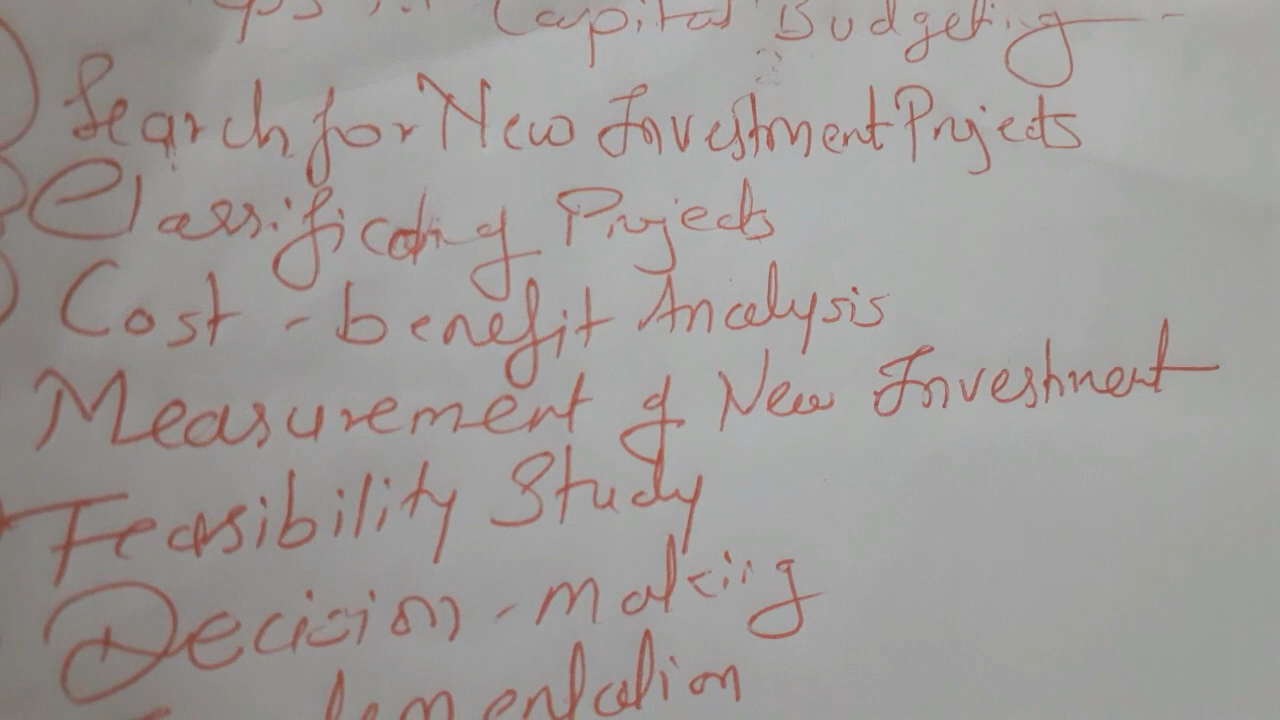 Capital Budgeting
Search for New Investment Projects
Classificating Projects
Cost-benefit Analysis
Measurement of New Investment
Feasibility Study
Decicion-making